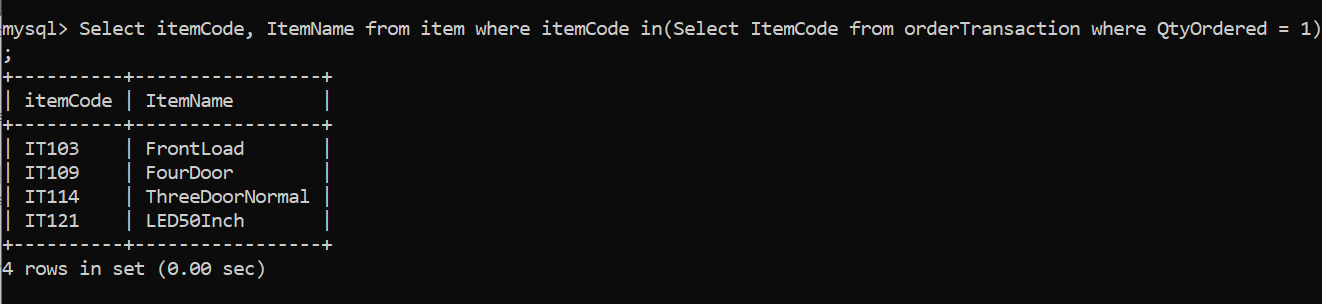 mysql> Select itemCode, ItemName from item where itemCode in(Select ItemCode from orderTransaction where QtyOrdered = 1)
;
+----------+-----------------+
| itemCode | ItemName        |
+----------+-----------------+
| IT103    | FrontLoad       |
| IT109    | FourDoor        |
| IT114    | ThreeDoorNormal |
| IT121    | LED50Inch       |
+----------+-----------------+
4 rows in set (0.00 sec)